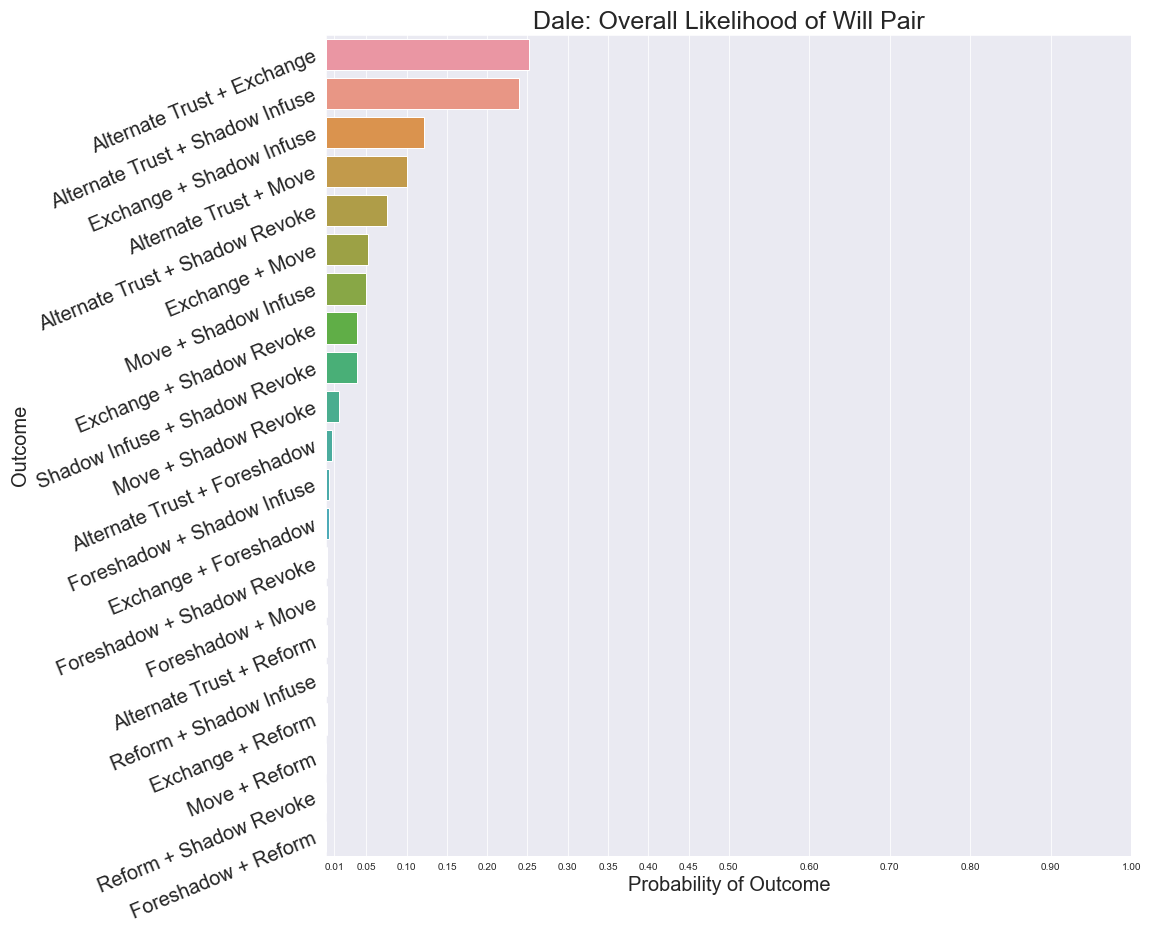 Dale: Overall Likelihood of Will Pair
Alternate Trust + Exchange
Alternate Trust + Shadow Infuse
Exchange + Shadow Infuse
Alternate Trust + Move
Alternate Trust + Shadow Revoke
Exchange + Move
Move + Shadow Infuse
Exchange + Shadow Revoke
Shadow Infuse + Shadow Revoke
Move + Shadow Revoke
Alternate Trust + Foreshadow
Foreshadow + Shadow Infuse
Exchange + Foreshadow
Foreshadow + Shadow Revoke
Foreshadow + Move
Alternate Trust + Reform
Reform + Shadow Infuse
Exchange + Reform
Move + Reform
Reform + Shadow Revoke
Foreshadow + Reform
Outcome
0.01 0.05 0.10 0.15 0.20 0.25 0.30 0.35 0.40 0.45 0.50 0.60 0.70 0.80 0.90 1.00
Probability of Outcome